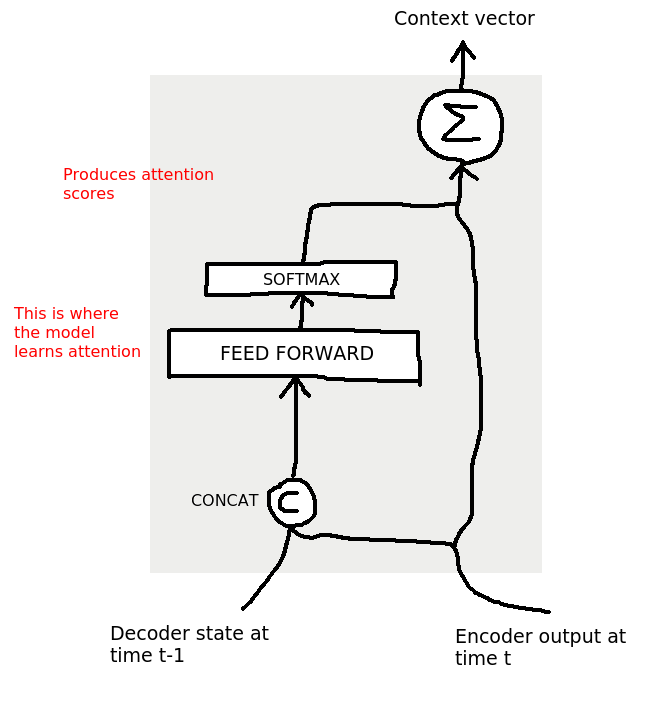 Context vector
Σ
Produces attention
scores
SOFTMAX
This is where
the model
learns attention
FEED FORWARD
CONCAT
C
Decoder state at
time t-1
Encoder output at
time t